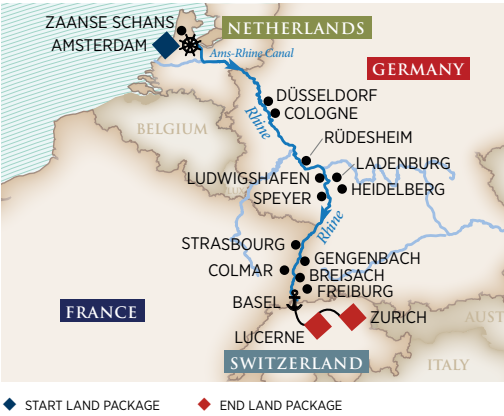 ZAANSE SCHANS
NETHERLANDS
AMSTERDAM
Ams-Rhine Canal
GERMANY
DÜSSELDORF
COLOGNE
Rhine
BELGIUM
RÜDESHEIM
LADENBURG
LUDWIGSHAFEN
HEIDELBERG
SPEYER
Rhine
STRASBOURG
GENGENBACH
COLMAR
BREISACH
FREIBURG
BASEL
FRANCE
ZURICH
AUST
LUCERNE
SWITZERLAND
ITALY
START LAND PACKAGE
END LAND PACKAGE